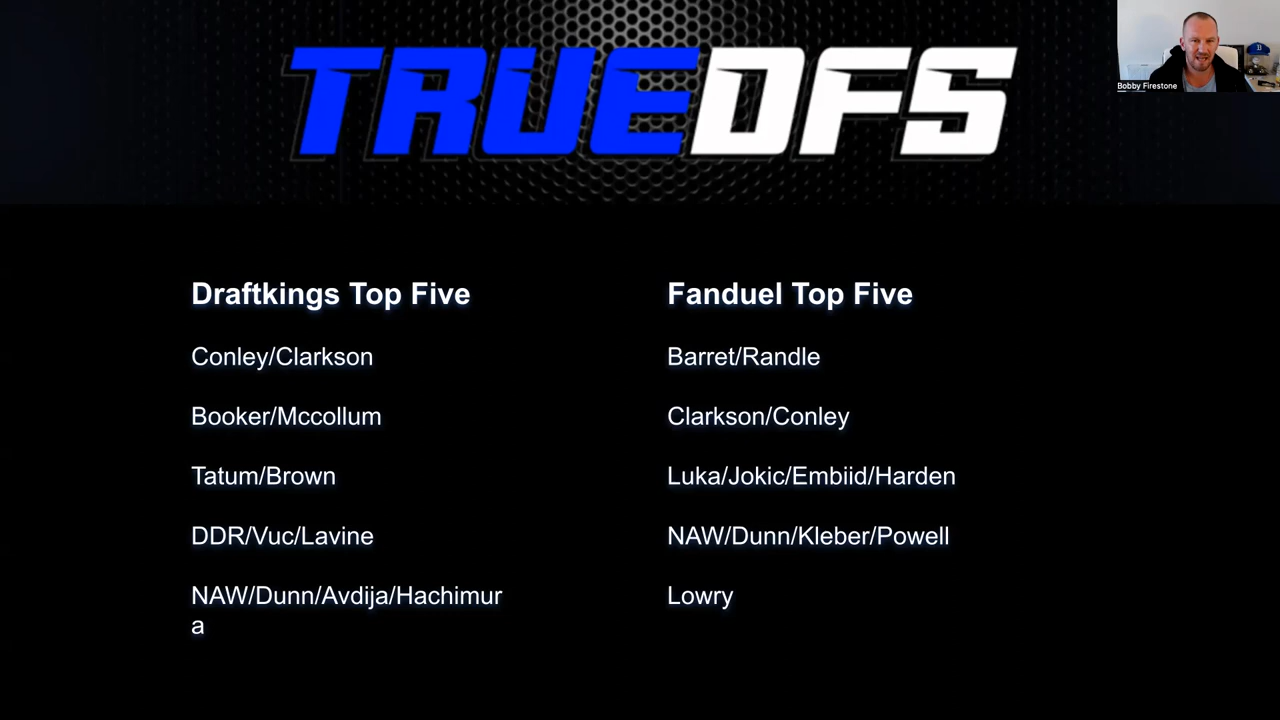 TRUEDFS
Bobby Firestone
Draftkings Top Five
Conley/Clarkson
Booker/Mccollum
Tatum/Brown
DDR/Vuc/Lavine
NAW/Dunn/Avdija/Hachimur
a
Fanduel Top Five
Barret/Randle
Clarkson/Conley
Luka/Jokic/Embiid/Harden
NAW/Dunn/Kleber/Powell
Lowry